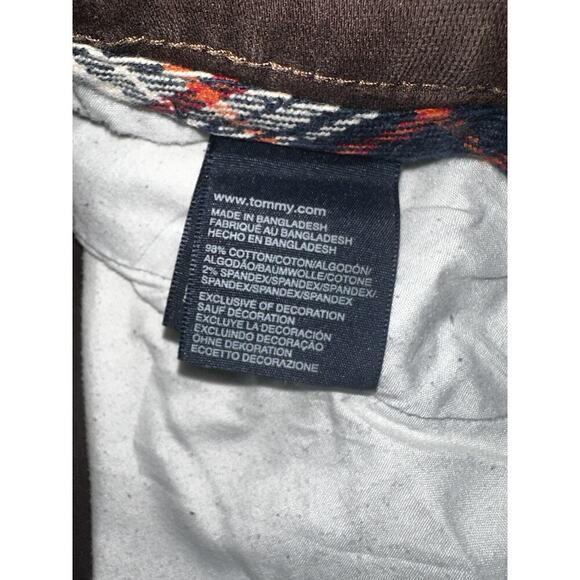 www.tommy.com
MADE IN BANGLADESH
FABRIQUÉ AU BANGLADESH
HECHO EN BANGLADESH
98% COTTON/COTON/ALGODÓN/
ALGODÃO/BAUMWOLLE/COTONE
2% SPANDEX/SPANDEX/SPANDEX/
SPANDEX/SPANDEX/SPANDEX
EXCLUSIVE OF DECORATION
SAUF DÉCORATION
EXCLUYE LA DECORACIÓN
EXCLUINDO DECORAÇÃO
OHNE DEKORATION
ECCETTO DECORAZIONE